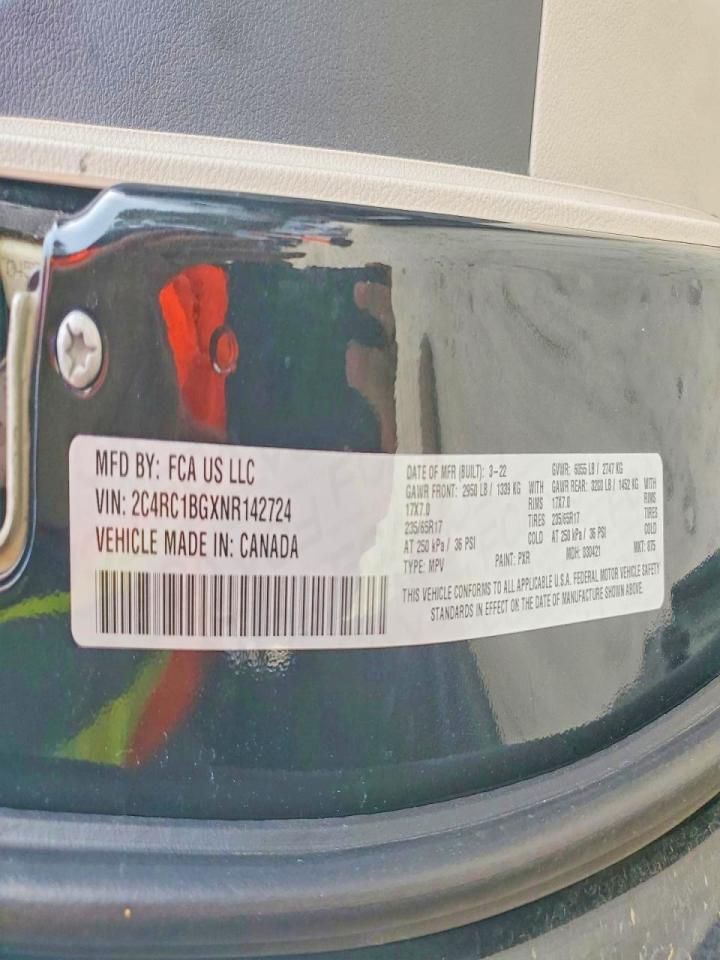 MFD BY: FCA US LLC
VIN: 2C4RC1BGXNR142724
VEHICLE MADE IN: CANADA
DATE OF MFR (BUILT): 3-22 GVWR: 6055 LB / 2747 KG
GAWR FRONT: 2950 LB / 1339 KG WITH GAWR REAR: 3200 LB / 1452 KG WITH
17X7.0 RIMS 17X7.0 RIMS
235/65R17 TIRES 235/65R17 TIRES
AT 250 kPa / 36 PSI COLD AT 250 kPa / 36 PSI COLD
TYPE: MPV PAINT: PXR MDH: 030421 MKT: 075
THIS VEHICLE CONFORMS TO ALL APPLICABLE U.S.A. FEDERAL MOTOR VEHICLE SAFETY
STANDARDS IN EFFECT ON THE DATE OF MANUFACTURE SHOWN ABOVE.